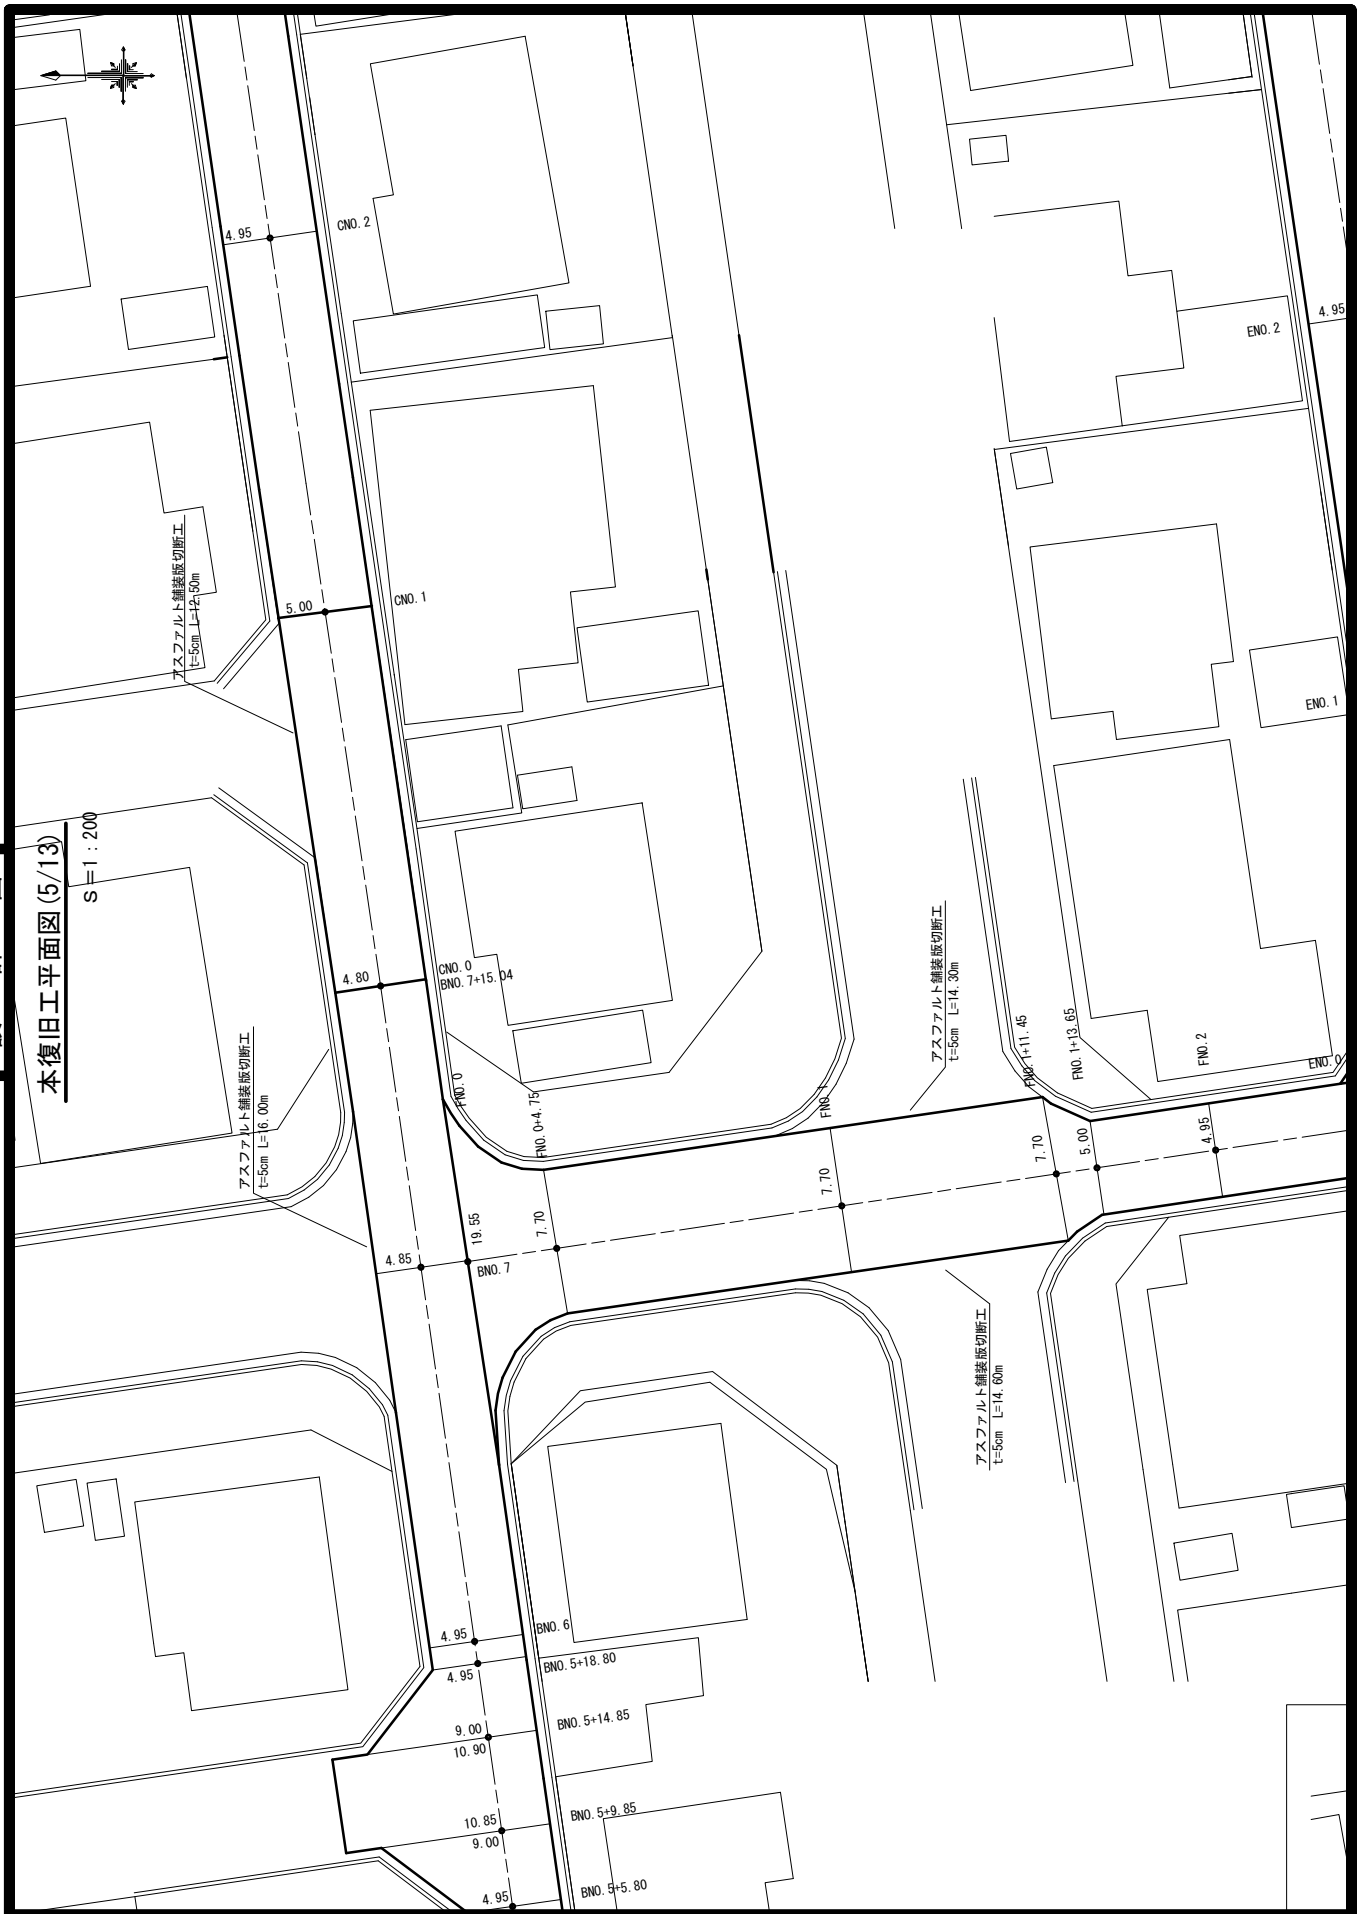 本復旧工平面図(5/13)
S=1:200
4.95
CNO.2
アスファルト舗装版切断工
t=5cm L=12.50m
5.00
CNO.1
4.80
CNO.0
BNO.7+15.04
アスファルト舗装版切断工
t=5cm L=16.00m
FNO.0
FNO.0+4.75
4.85
19.55
BNO.7
7.70
FNO.1
7.70
アスファルト舗装版切断工
t=5cm L=14.30m
FNO.1+11.45
7.70
FNO.1+13.65
5.00
FNO.2
4.95
ENO.0
ENO.1
ENO.2
4.95
アスファルト舗装版切断工
t=5cm L=14.60m
4.95
BNO.6
4.95
BNO.5+18.80
9.00
10.90
BNO.5+14.85
10.85
9.00
BNO.5+9.85
4.95
BNO.5+5.80